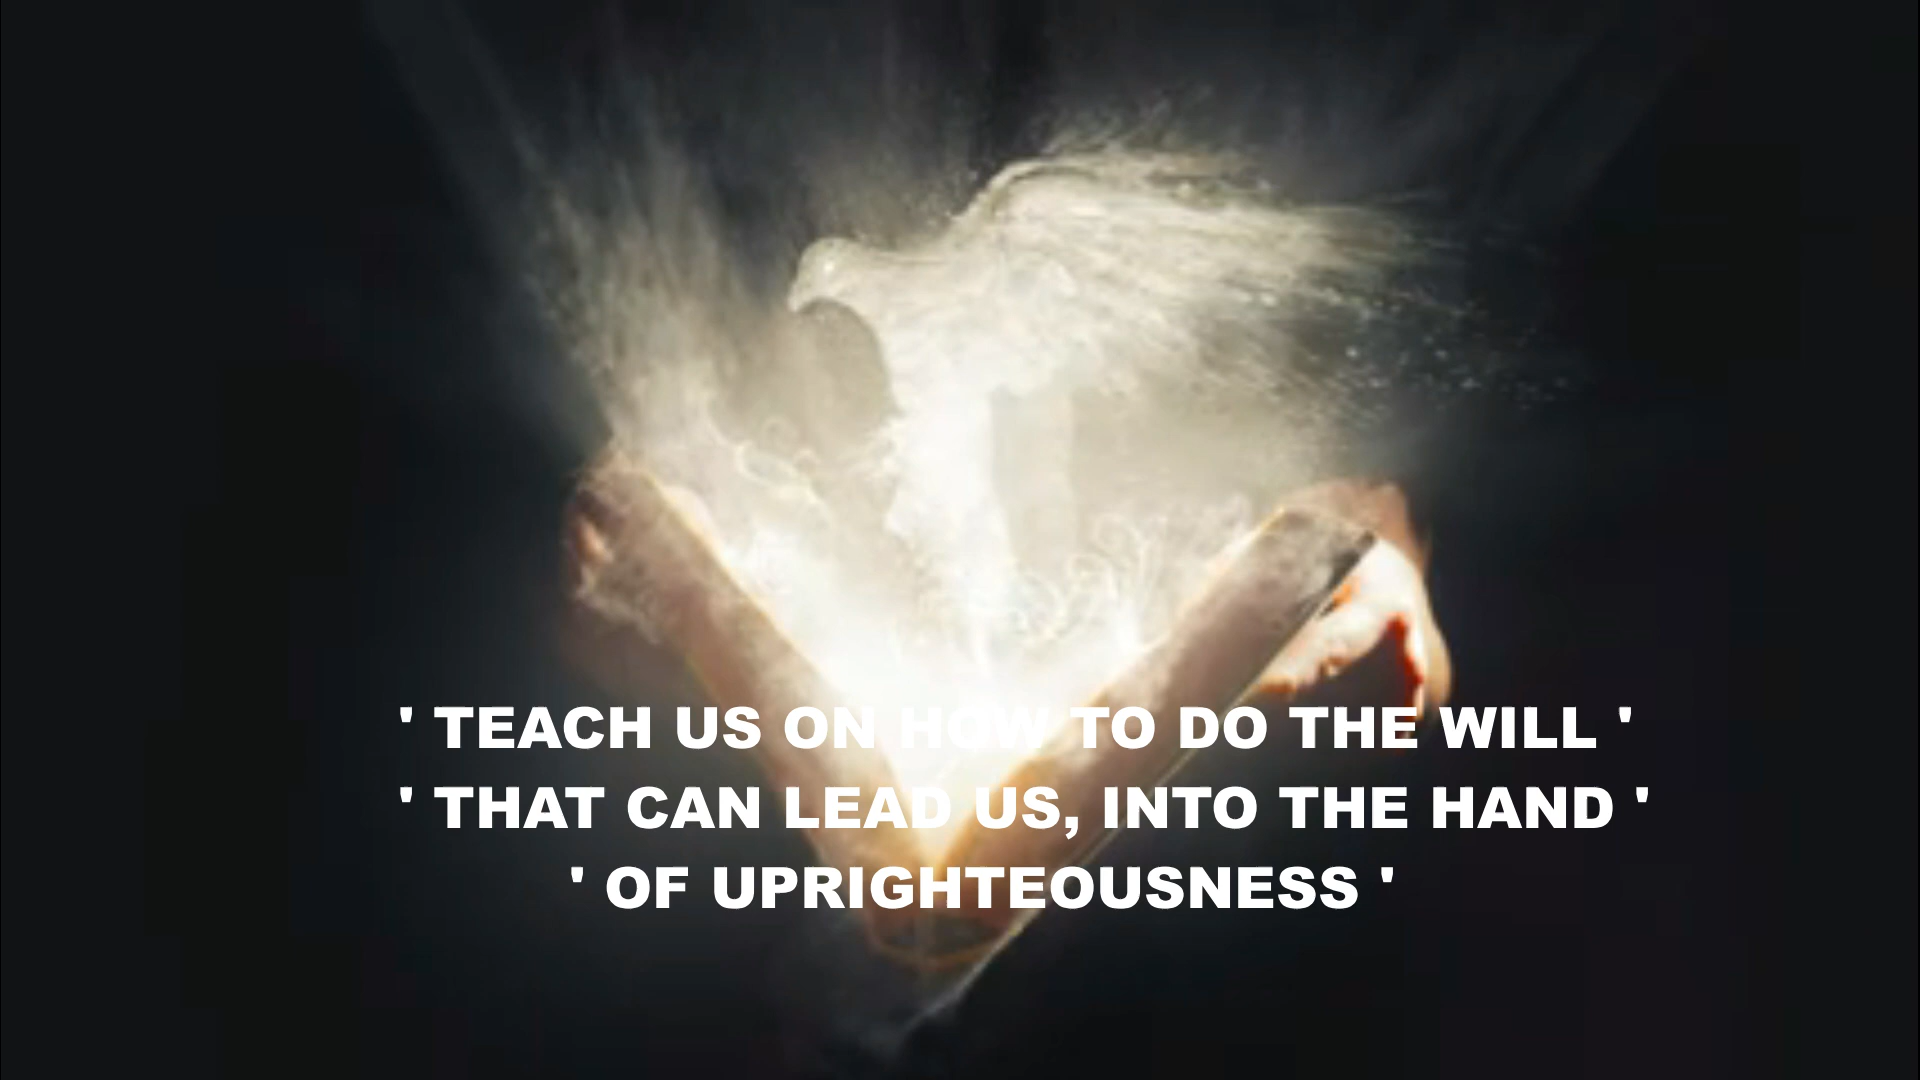 ' TEACH US ON HOW TO DO THE WILL '
' THAT CAN LEAD US, INTO THE HAND '
' OF UPRIGHTEOUSNESS '